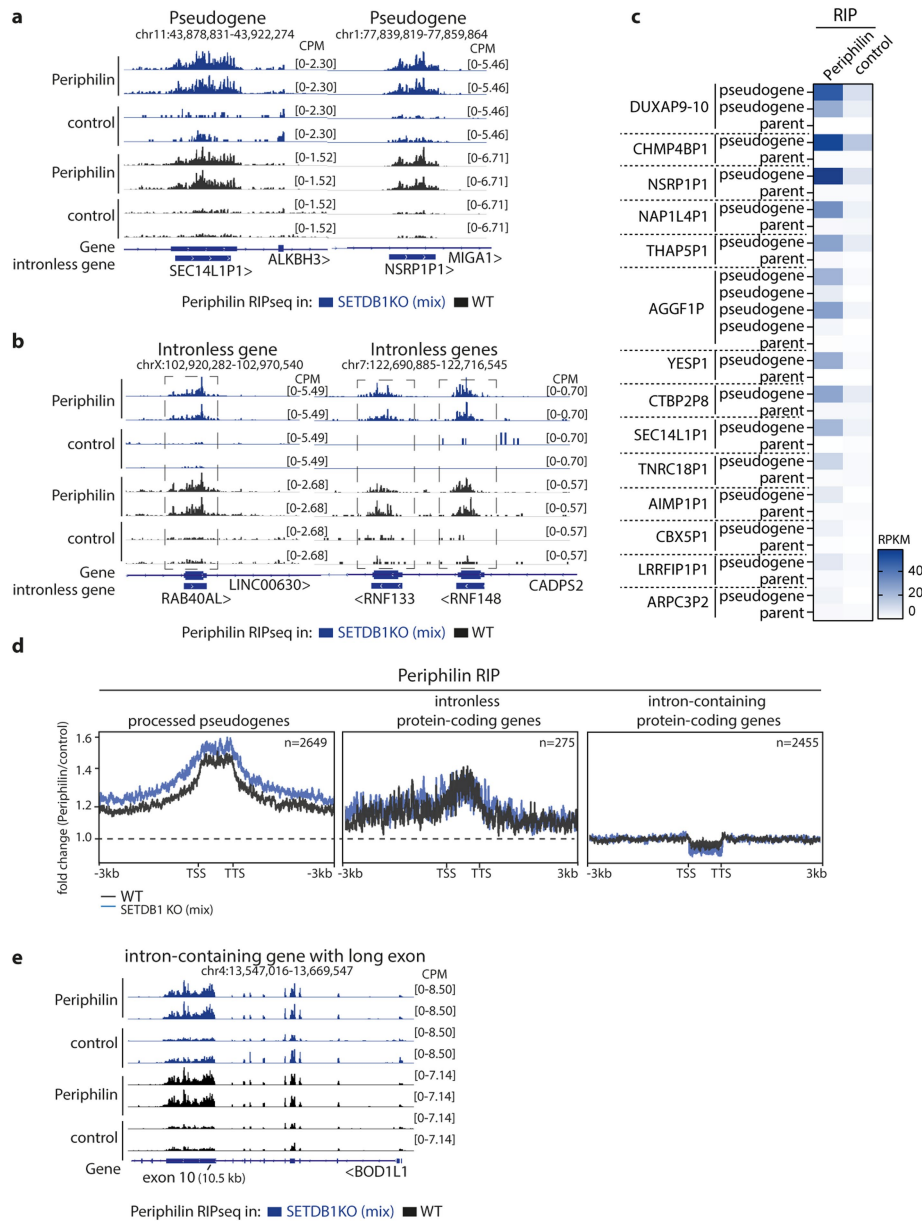 a
Pseudogene
Pseudogene
chr11:43,878,831-43,922,274
chr1:77,839,819-77,859,864
CPM
Periphilin
[0-2.30]
[0-5.46]
[0-2.30]
[0-5.46]
control
[0-2.30]
[0-5.46]
[0-2.30]
[0-5.46]
Periphilin
[0-1.52]
[0-6.71]
[0-1.52]
[0-6.71]
control
[0-1.52]
[0-6.71]
[0-1.52]
[0-6.71]
Gene
intronless gene
SEC14L1P1>
ALKBH3>
NSRP1P1>
MIGA1>
Periphilin RIPseq in: SETDB1KO (mix) WT
b
Intronless gene
Intronless genes
chrX:102,920,282-102,970,540
chr7:122,690,885-122,716,545
CPM
CPM
Periphilin
[0-5.49]
[0-0.70]
[0-5.49]
[0-0.70]
control
[0-5.49]
[0-0.70]
[0-5.49]
[0-0.70]
Periphilin
[0-2.68]
[0-0.57]
[0-2.68]
[0-0.57]
control
[0-2.68]
[0-0.57]
[0-2.68]
[0-0.57]
Gene
intronless gene
RAB40AL>
LINC00630>
<RNF133
<RNF148
CADPS2
Periphilin RIPseq in: SETDB1KO (mix) WT
c
RIP
Periphilin
control
DUXAP9-10
pseudogene
pseudogene
parent
CHMP4BP1
pseudogene
parent
NSRP1P1
pseudogene
parent
NAP1L4P1
pseudogene
parent
THAP5P1
pseudogene
parent
AGGF1P
pseudogene
pseudogene
pseudogene
pseudogene
parent
YESP1
pseudogene
parent
CTBP2P8
pseudogene
parent
SEC14L1P1
pseudogene
parent
TNRC18P1
pseudogene
parent
AIMP1P1
pseudogene
parent
CBX5P1
pseudogene
parent
LRRFIP1P1
pseudogene
parent
ARPC3P2
pseudogene
parent
RPKM
40
20
0
d
Periphilin RIP
processed pseudogenes
intronless
protein-coding genes
intron-containing
protein-coding genes
fold change (Periphilin/control)
1.6
1.4
1.2
1.0
n=2649
n=275
n=2455
-3kb TSS TTS -3kb
-3kb TSS TTS 3kb
-3kb TSS TTS 3kb
WT
SETDB1 KO (mix)
e
intron-containing gene with long exon
chr4:13,547,016-13,669,547
CPM
Periphilin
[0-8.50]
[0-8.50]
control
[0-8.50]
[0-8.50]
Periphilin
[0-7.14]
[0-7.14]
control
[0-7.14]
[0-7.14]
Gene
exon 10 (10.5 kb)
<BOD1L1
Periphilin RIPseq in: SETDB1KO (mix) WT